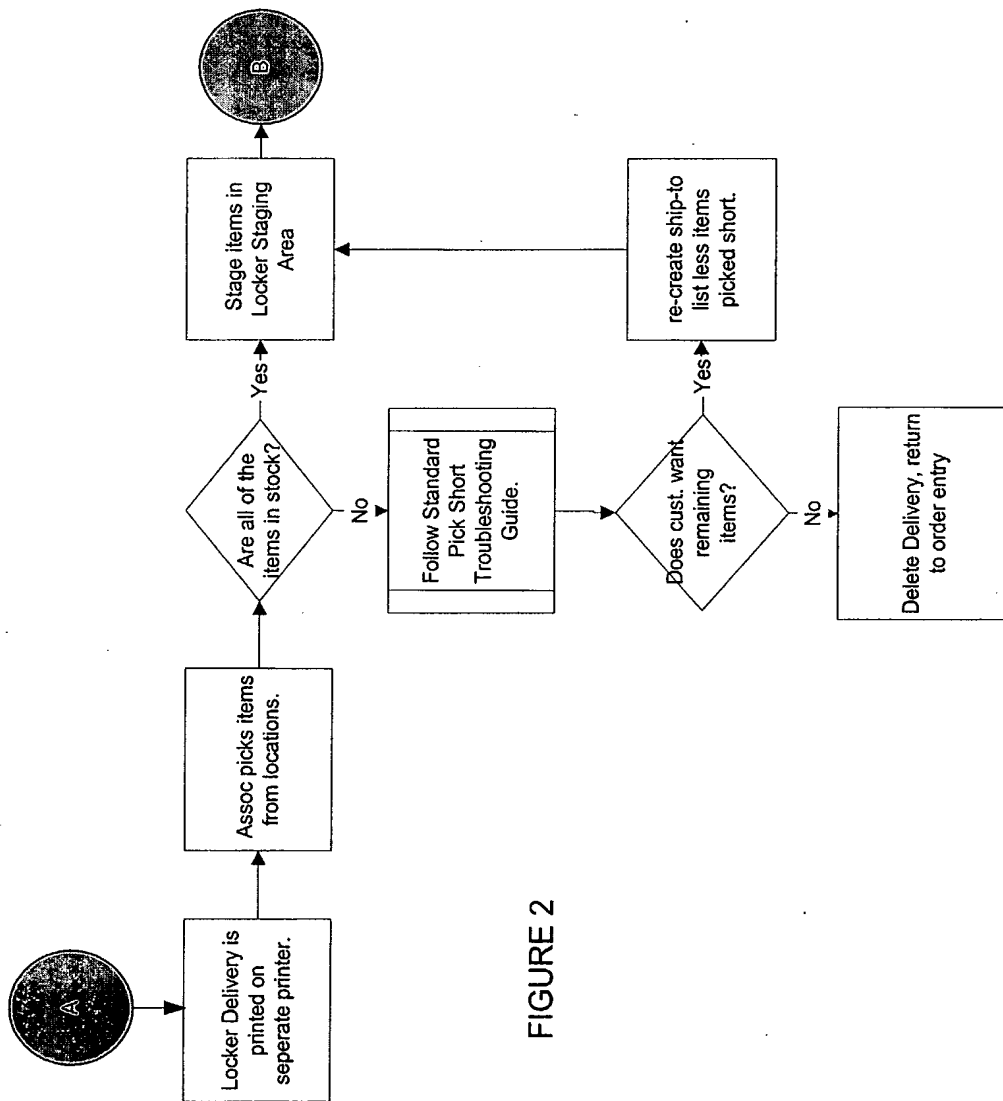 A
Locker Delivery is
printed on
seperate printer.
Assoc picks items
from locations.
Are all of the
items in stock?
Yes
Stage items in
Locker Staging
Area
B
No
Follow Standard
Pick Short
Troubleshooting
Guide.
Does cust. want
remaining
items?
Yes
re-create ship-to
list less items
picked short.
No
Delete Delivery, return
to order entry
FIGURE 2